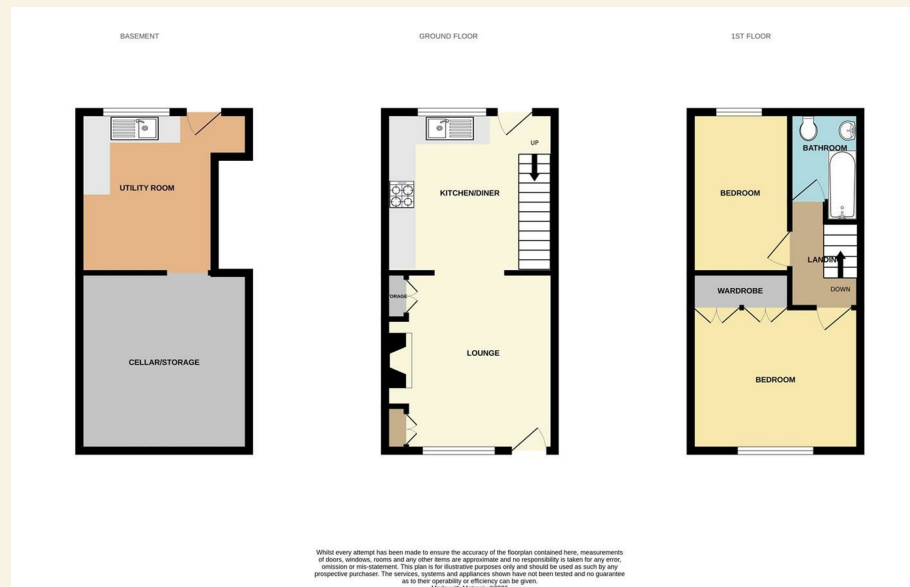 BASEMENT
GROUND FLOOR
1ST FLOOR
UTILITY ROOM
CELLAR/STORAGE
UP
KITCHEN/DINER
LOUNGE
BATHROOM
BEDROOM
LANDING
DOWN
WARDROBE
BEDROOM
Whilst every attempt has been made to ensure the accuracy of the floorplan contained here, measurements
of doors, windows, rooms and any other items are approximate and no responsibility is taken for any error,
omission or mis-statement. This plan is for illustrative purposes only and should be used as such by any
prospective purchaser. The services, systems and appliances shown have not been tested and no guarantee
as to their operability or efficiency can be given.